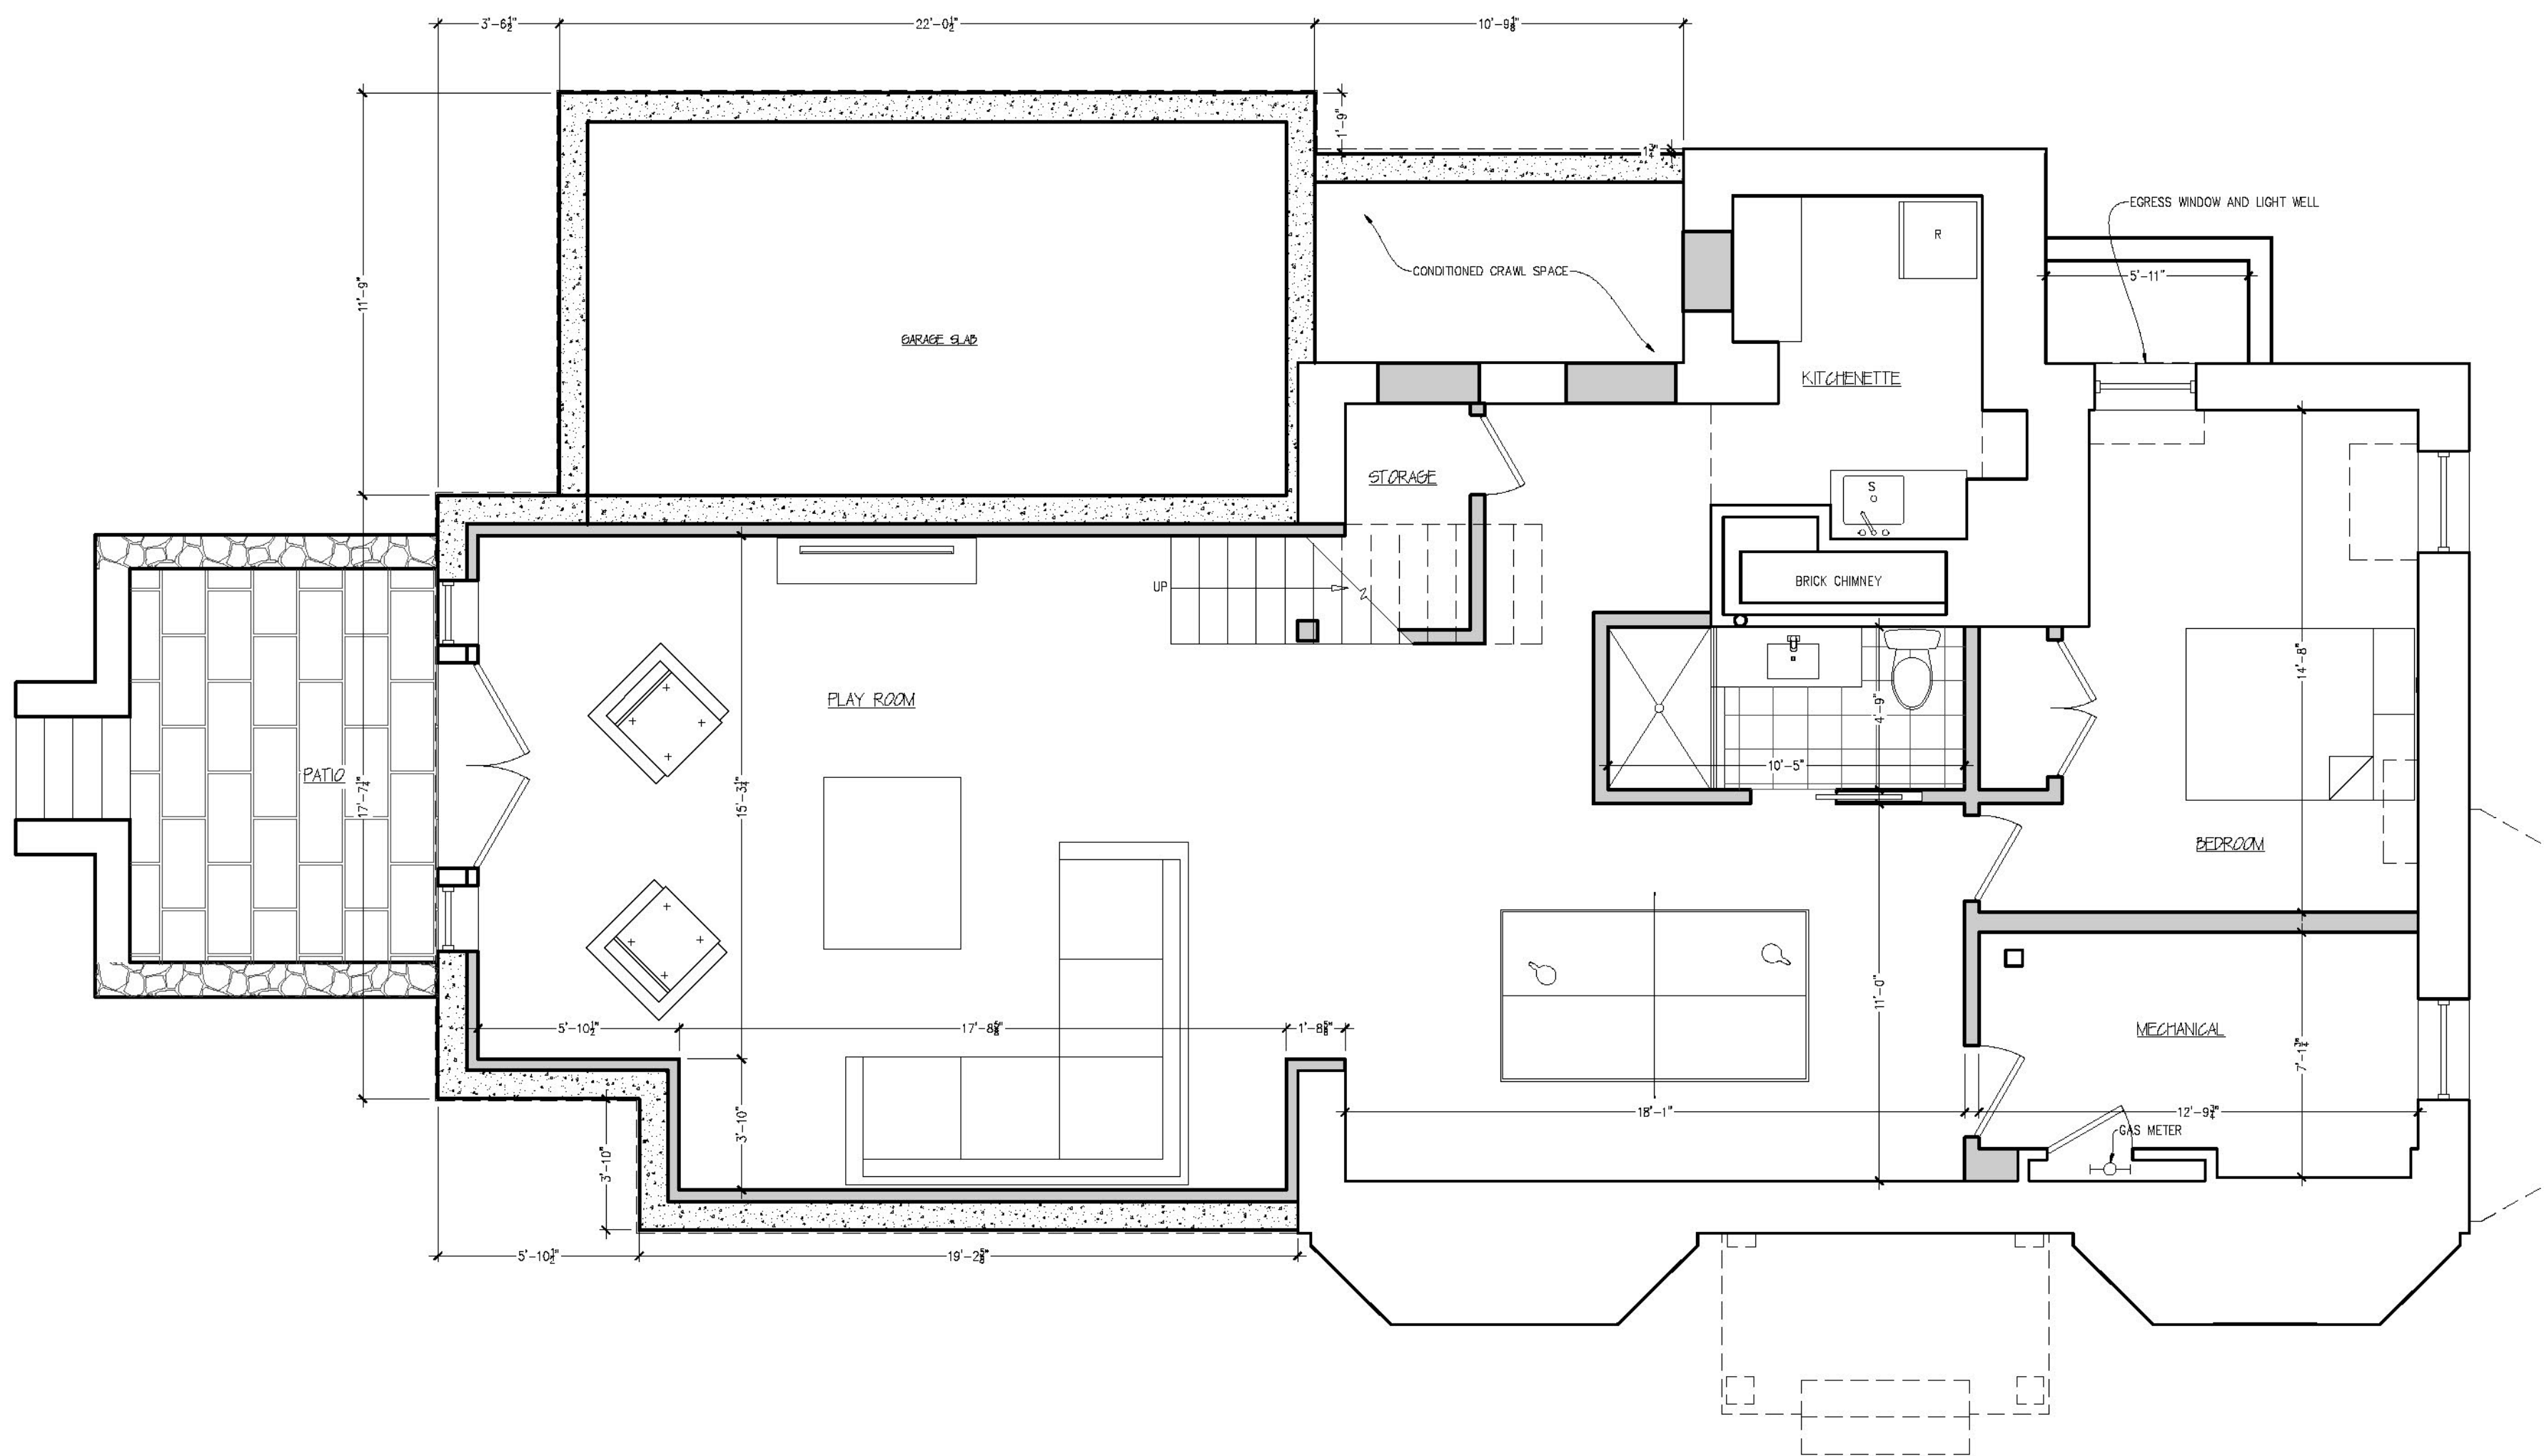 3'-6½"
22'-0½"
10'-9⅛"
1'-9"
1¾"
EGRESS WINDOW AND LIGHT WELL
R
CONDITIONED CRAWL SPACE
5'-11"
11'-9"
GARAGE SLAB
KITCHENETTE
STORAGE
S
UP
BRICK CHIMNEY
14'-8"
PLAY ROOM
4'-9"
PATIO
17'-7¼"
15'-3¼"
10'-5"
BEDROOM
11'-0"
5'-10½"
17'-8⅝"
1'-8⅝"
MECHANICAL
7'-1¾"
3'-10"
18'-1"
12'-9¾"
GAS METER
3'-10"
5'-10½"
19'-2⅝"